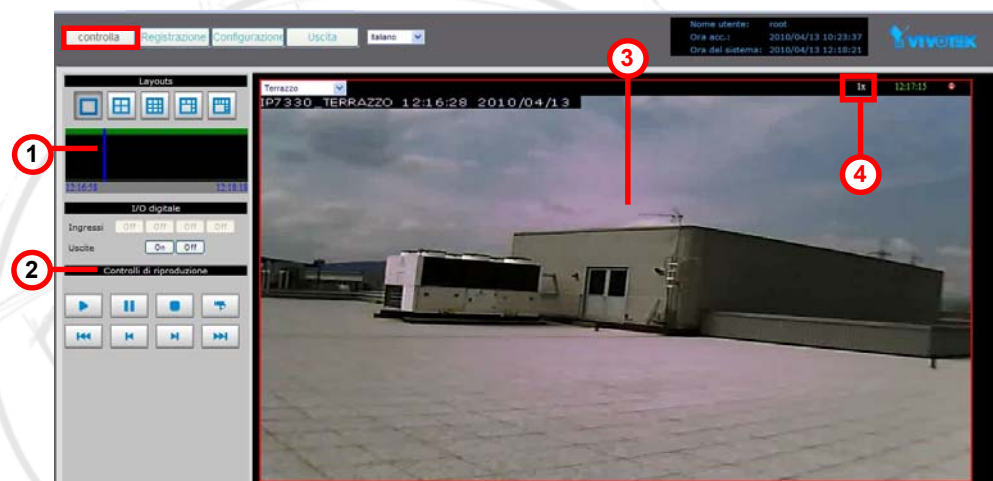 controlla Registrazione Configurazione Uscita Italiano
Nome utente: root
Ora acc.: 2010/04/13 10:23:37
Ora del sistema: 2010/04/13 12:18:21
VIVOTEK
3
Layouts
Terrazzo
1x 12:17:15
IP7330_TERRAZZO 12:16:28 2010/04/13
1
4
12:16:58 12:18:18
I/O digitale
Ingressi Off Off Off Off
Uscite On Off
2
Controlli di riproduzione